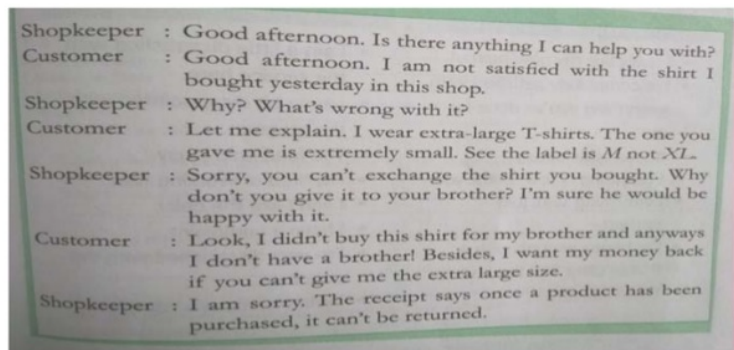 Shopkeeper : Good afternoon. Is there anything I can help you with?
Customer : Good afternoon. I am not satisfied with the shirt I
bought yesterday in this shop.
Shopkeeper : Why? What's wrong with it?
Customer : Let me explain. I wear extra-large T-shirts. The one you
gave me is extremely small. See the label is M not XL.
Shopkeeper : Sorry, you can't exchange the shirt you bought. Why
don't you give it to your brother? I'm sure he would be
happy with it.
Customer : Look, I didn't buy this shirt for my brother and anyways
I don't have a brother! Besides, I want my money back
if you can't give me the extra large size.
Shopkeeper : I am sorry. The receipt says once a product has been
purchased, it can't be returned.